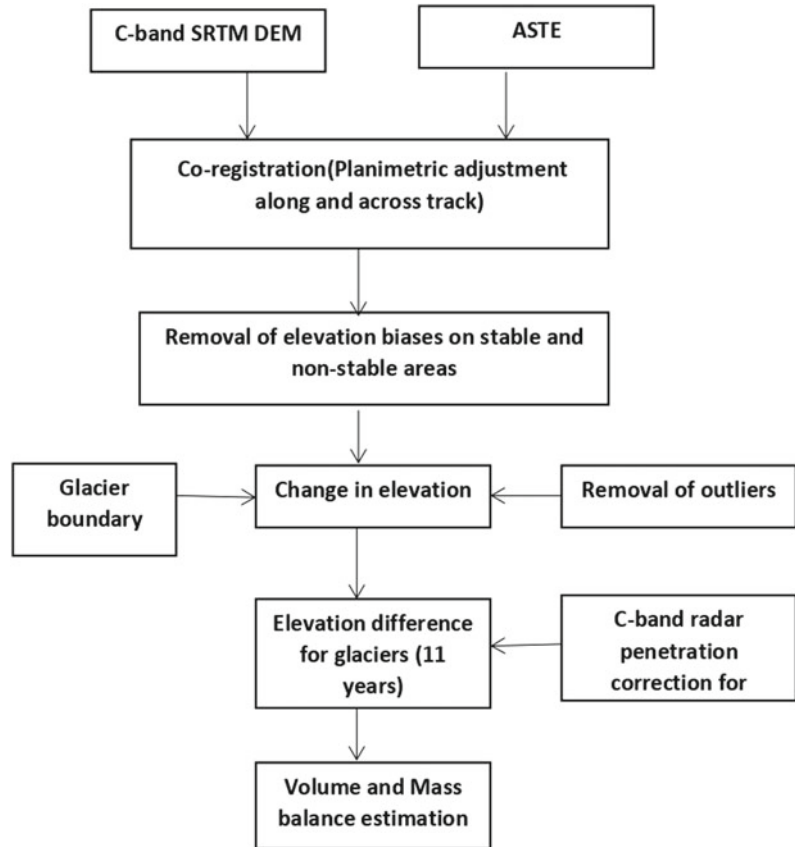 C-band SRTM DEM
ASTE
Co-registration(Planimetric adjustment
along and across track)
Removal of elevation biases on stable and
non-stable areas
Glacier
boundary
Change in elevation
Removal of outliers
Elevation difference
for glaciers (11
years)
C-band radar
penetration
correction for
Volume and Mass
balance estimation